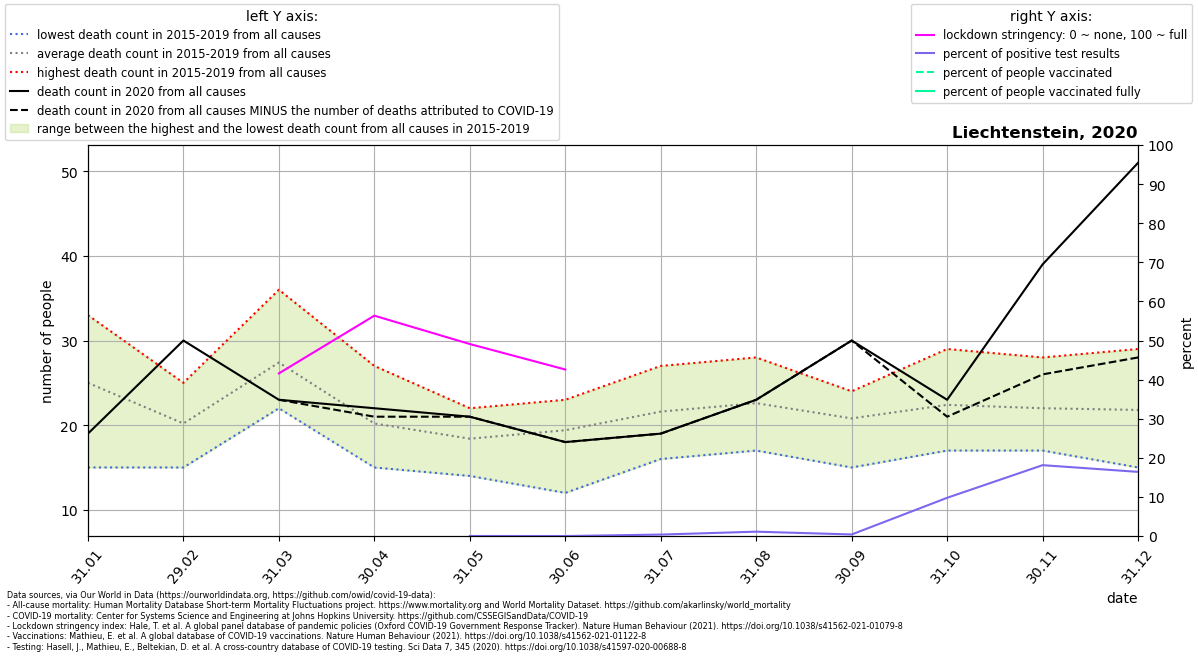 left Y axis:
lowest death count in 2015-2019 from all causes
average death count in 2015-2019 from all causes
highest death count in 2015-2019 from all causes
death count in 2020 from all causes
death count in 2020 from all causes MINUS the number of deaths attributed to COVID-19
range between the highest and the lowest death count from all causes in 2015-2019
right Y axis:
lockdown stringency: 0 ~ none, 100 ~ full
percent of positive test results
percent of people vaccinated
percent of people vaccinated fully
Liechtenstein, 2020
50
40
30
20
10
number of people
100
90
80
70
60
50
40
30
20
10
0
percent
31.01
29.02
31.03
30.04
31.05
30.06
31.07
31.08
30.09
31.10
30.11
31.12
date
Data sources, via Our World in Data (https://ourworldindata.org, https://github.com/owid/covid-19-data):
- All-cause mortality: Human Mortality Database Short-term Mortality Fluctuations project. https://www.mortality.org and World Mortality Dataset. https://github.com/akarlinsky/world_mortality
- COVID-19 mortality: Center for Systems Science and Engineering at Johns Hopkins University. https://github.com/CSSEGISandData/COVID-19
- Lockdown stringency index: Hale, T. et al. A global panel database of pandemic policies (Oxford COVID-19 Government Response Tracker). Nature Human Behaviour (2021). https://doi.org/10.1038/s41562-021-01079-8
- Vaccinations: Mathieu, E. et al. A global database of COVID-19 vaccinations. Nature Human Behaviour (2021). https://doi.org/10.1038/s41562-021-01122-8
- Testing: Hasell, J., Mathieu, E., Beltekian, D. et al. A cross-country database of COVID-19 testing. Sci Data 7, 345 (2020). https://doi.org/10.1038/s41597-020-00688-8